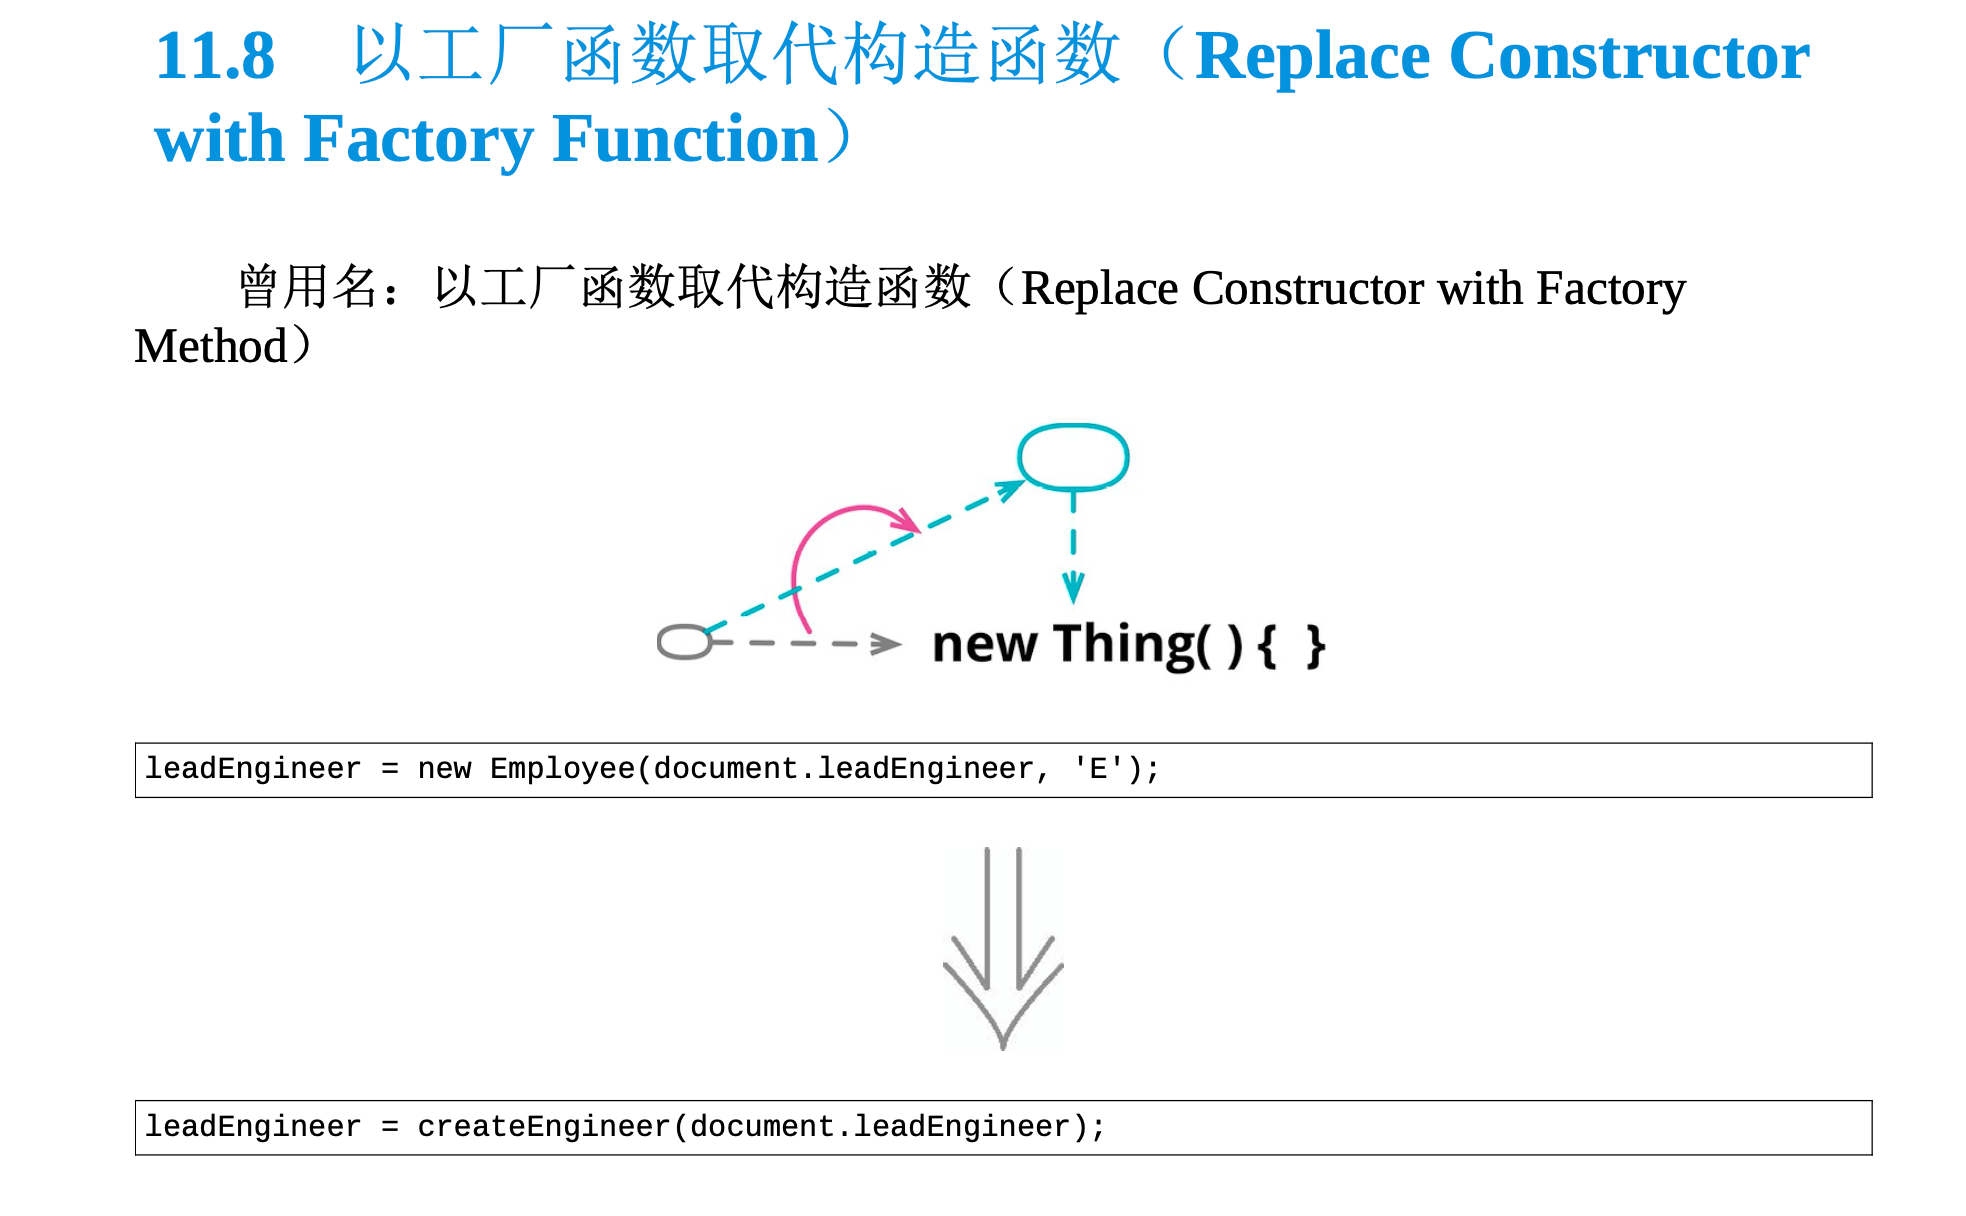 11.8 以工厂函数取代构造函数（Replace Constructor
with Factory Function）
曾用名：以工厂函数取代构造函数（Replace Constructor with Factory
Method）
new Thing( ) { }
leadEngineer = new Employee(document.leadEngineer, 'E');
leadEngineer = createEngineer(document.leadEngineer);